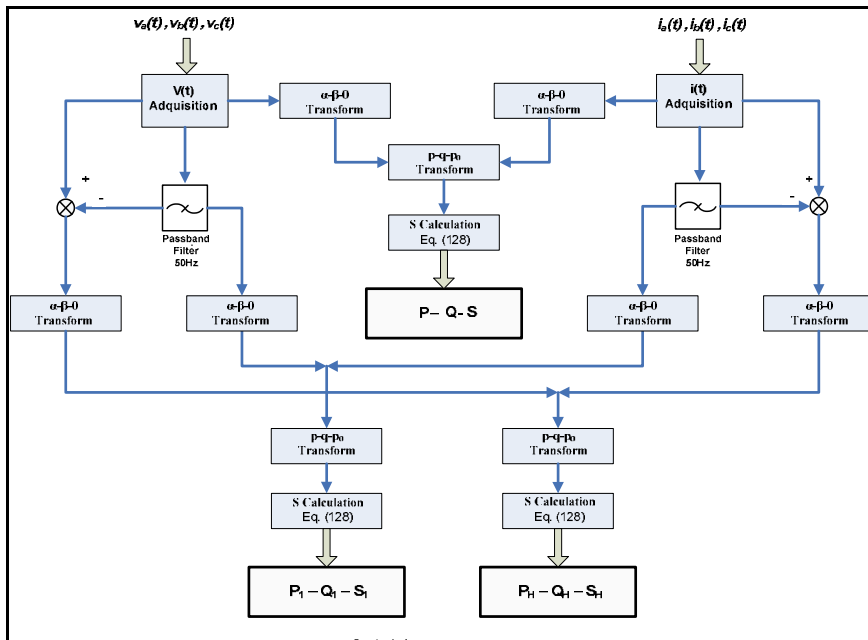 va(t),vb(t),vc(t)
ia(t),ib(t),ic(t)
V(t)
Adquisition
α-β-0
Transform
α-β-0
Transform
i(t)
Adquisition
p-q-p0
Transform
+
-
+
-
Passband
Filter
50Hz
S Calculation
Eq. (128)
Passband
Filter
50Hz
α-β-0
Transform
α-β-0
Transform
P– Q- S
α-β-0
Transform
α-β-0
Transform
p-q-p0
Transform
p-q-p0
Transform
S Calculation
Eq. (128)
S Calculation
Eq. (128)
P1 – Q1 – S1
PH – QH – SH